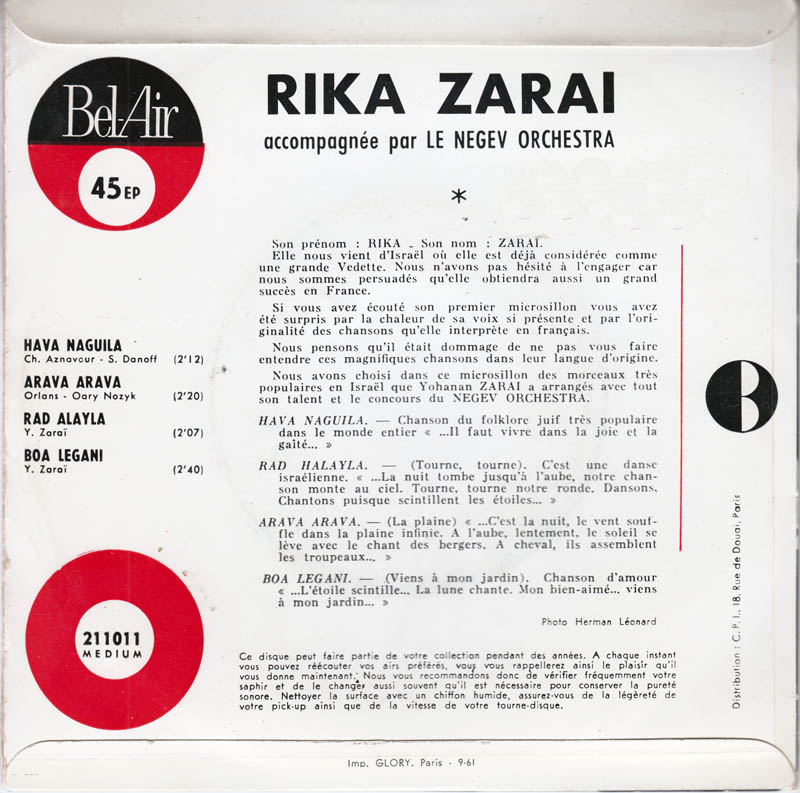 Bel-Air
45 EP
RIKA ZARAI
accompagnée par LE NEGEV ORCHESTRA
*
HAVA NAGUILA
Ch. Aznavour - S. Danoff (2'12)
ARAVA ARAVA
Orlans - Oary Nozyk (2'20)
RAD ALAYLA
Y. Zaraï (2'07)
BOA LEGANI
Y. Zaraï (2'40)
Son prénom : RIKA - Son nom : ZARAI.
Elle nous vient d'Israël où elle est déjà considérée comme
une grande Vedette. Nous n'avons pas hésité à l'engager car
nous sommes persuadés qu'elle obtiendra aussi un grand
succès en France.
Si vous avez écouté son premier microsillon vous avez
été surpris par la chaleur de sa voix si présente et par l'ori-
ginalité des chansons qu'elle interprète en français.
Nous pensons qu'il était dommage de ne pas vous faire
entendre ces magnifiques chansons dans leur langue d'origine.
Nous avons choisi dans ce microsillon des morceaux très
populaires en Israël que Yohanan ZARAI a arrangés avec tout
son talent et le concours du NEGEV ORCHESTRA.
HAVA NAGUILA. — Chanson du folklore juif très populaire
dans le monde entier « ...Il faut vivre dans la joie et la
gaîté... »
RAD HALAYLA. — (Tourne, tourne). C'est une danse
israélienne. « ...La nuit tombe jusqu'à l'aube, notre chan-
son monte au ciel. Tourne, tourne notre ronde. Dansons,
Chantons puisque scintillent les étoiles... »
ARAVA ARAVA. — (La plaine) « ...C'est la nuit, le vent souf-
fle dans la plaine infinie. A l'aube, lentement, le soleil se
lève avec le chant des bergers. A cheval, ils assemblent
les troupeaux... »
BOA LEGANI. — (Viens à mon jardin). Chanson d'amour
« ...L'étoile scintille... La lune chante. Mon bien-aimé... viens
à mon jardin... »
Photo Herman Léonard
B
Distribution : C. P. I., 18, Rue de Douai, Paris
211011
MEDIUM
Ce disque peut faire partie de votre collection pendant des années. A chaque instant
vous pouvez réécouter vos airs préférés, vous vous rappellerez ainsi le plaisir qu'il
vous donne maintenant. Nous vous recommandons donc de vérifier fréquemment votre
saphir et de le changer aussi souvent qu'il est nécessaire pour conserver la pureté
sonore. Nettoyer la surface avec un chiffon humide, assurez-vous de la légèreté de
votre pick-up ainsi que de la vitesse de votre tourne-disque.
Imp. GLORY, Paris - 9-61